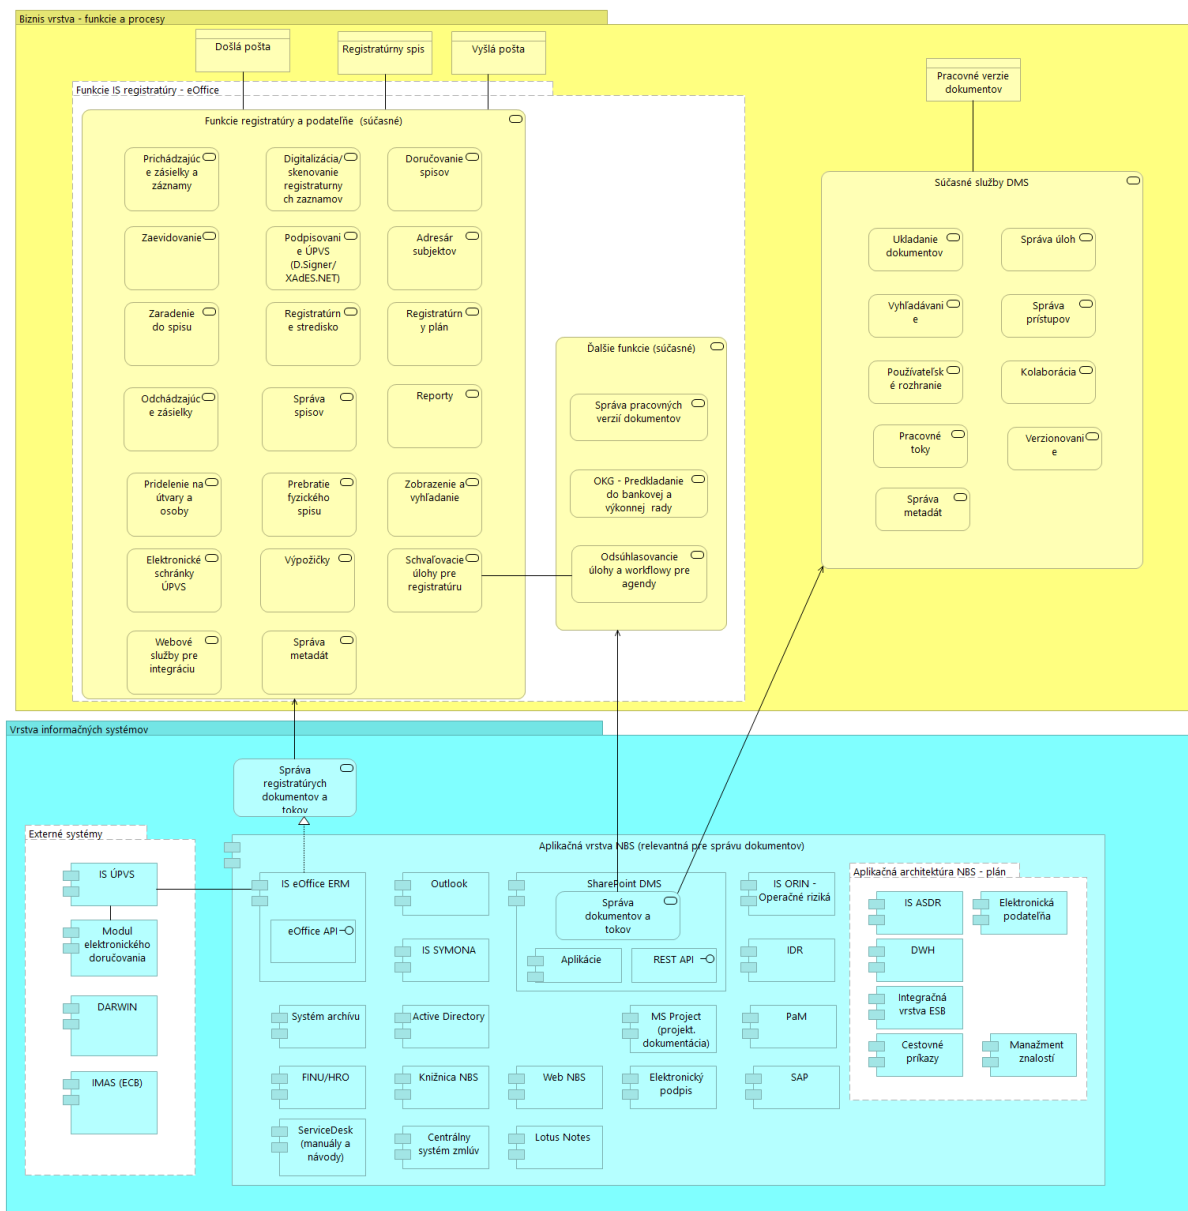 Biznis vrstva - funkcie a procesy
Došlá pošta
Registratúrny spis
Vyšlá pošta
Pracovné verzie
dokumentov
Funkcie IS registratúry - eOffice
Funkcie registratúry a podateľňe  (súčasné)
Prichádzajúc
e zásielky a
záznamy
Digitalizácia/
skenovanie
registraturny
ch zaznamov
Doručovanie
spisov
Zaevidovanie
Podpisovani
e ÚPVS
(D.Signer/
XAdES.NET)
Adresár
subjektov
Zaradenie
do spisu
Registratúrn
e stredisko
Registratúrn
y plán
Odchádzajúc
e zásielky
Správa
spisov
Reporty
Pridelenie na
útvary a
osoby
Prebratie
fyzického
spisu
Zobrazenie a
vyhľadanie
Elektronické
schránky
ÚPVS
Výpožičky
Schvaľovacie
úlohy pre
registratúru
Webové
služby pre
integráciu
Správa
metadát
Ďalšie funkcie (súčasné)
Správa pracovných
verzií dokumentov
OKG - Predkladanie
do bankovej a
výkonnej  rady
Odsúhlasovancie
úlohy a workflowy pre
agendy
Súčasné služby DMS
Ukladanie
dokumentov
Správa úloh
Vyhľadávani
e
Správa
prístupov
Používateľsk
é rozhranie
Kolaborácia
Pracovné
toky
Verzionovani
e
Správa
metadát
Vrstva informačných systémov
Správa
registratúrych
dokumentov a
tokov
Externé systémy
IS ÚPVS
Modul
elektronického
doručovania
DARWIN
IMAS (ECB)
Aplikačná vrstva NBS (relevantná pre správu dokumentov)
IS eOffice ERM
eOffice API
Outlook
IS SYMONA
SharePoint DMS
Správa
dokumentov a
tokov
Aplikácie
REST API
IS ORIN -
Operačné riziká
IDR
Systém archívu
Active Directory
MS Project
(projekt.
dokumentácia)
PaM
FINU/HRO
Knižnica NBS
Web NBS
Elektronický
podpis
SAP
ServiceDesk
(manuály a
návody)
Centrálny
systém zmlúv
Lotus Notes
Aplikačná architektúra NBS - plán
IS ASDR
Elektronická
podateľňa
DWH
Integračná
vrstva ESB
Cestovné
príkazy
Manažment
znalostí